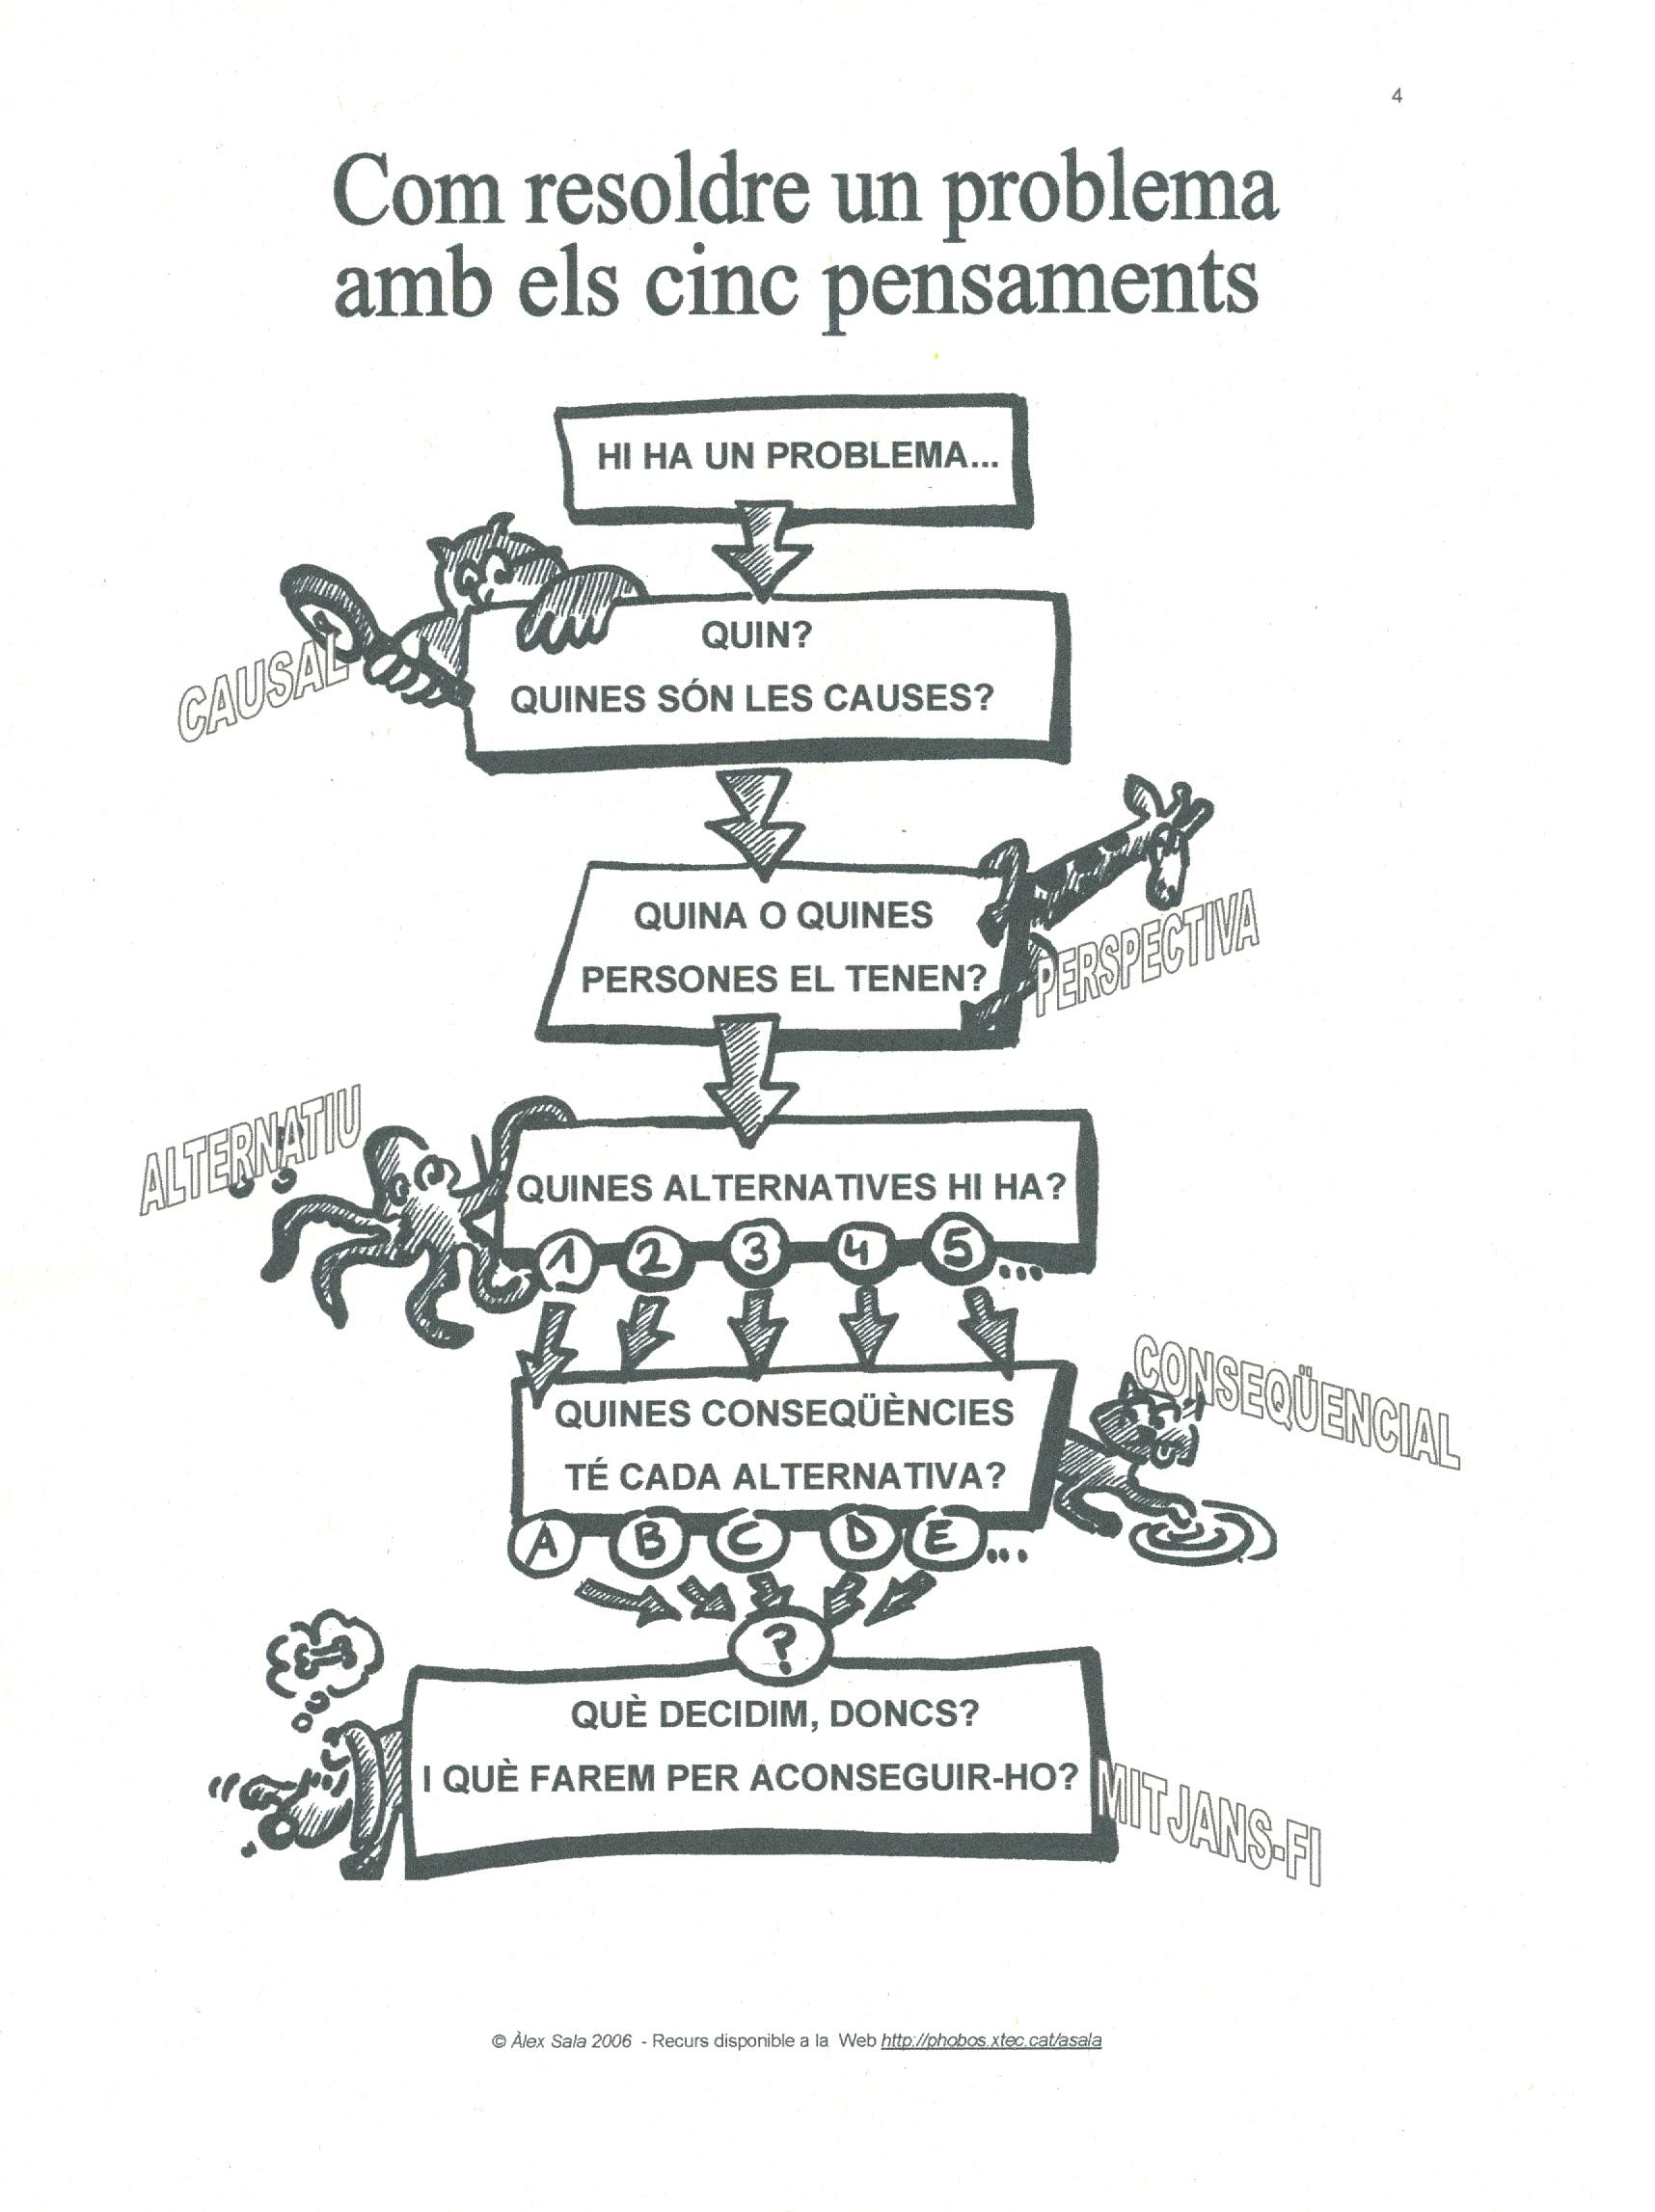 4
Com resoldre un problema
amb els cinc pensaments
HI HA UN PROBLEMA...
QUIN?
CAUSAL
QUINES SÓN LES CAUSES?
QUINA O QUINES
PERSONES EL TENEN?
PERSPECTIVA
ALTERNATIU
QUINES ALTERNATIVES HI HA?
1 2 3 4 5 ...
CONSEQÜENCIAL
QUINES CONSEQÜÈNCIES
TÉ CADA ALTERNATIVA?
A B C D E ...
?
QUÈ DECIDIM, DONCS?
I QUÈ FAREM PER ACONSEGUIR-HO?
MITJANS-FI
© Àlex Sala 2006 - Recurs disponible a la Web http://phobos.xtec.cat/asala